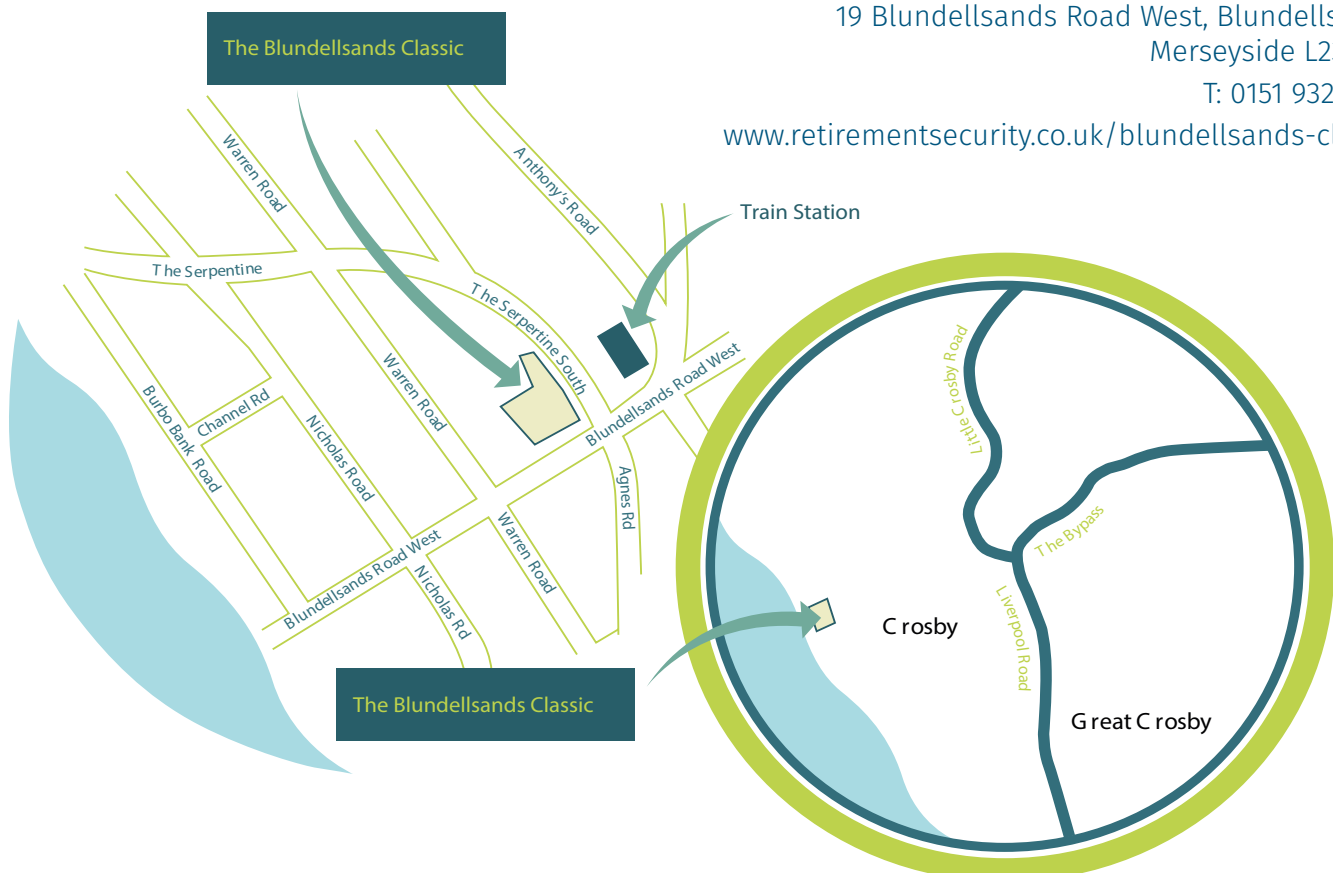 19 Blundellsands Road West, Blundells
Merseyside L2
T: 0151 932
www.retirementsecurity.co.uk/blundellsands-c
The Blundellsands Classic
Warren Road
Anthony's Road
Train Station
The Serpentine
The Serpertine South
Warren Road
Blundellsands Road West
Burbo Bank Road
Channel Rd
Nicholas Road
Agnes Rd
Warren Road
Blundellsands Road West
Nicholas Rd
The Blundellsands Classic
Little Crosby Road
The Bypass
Liverpool Road
Crosby
Great Crosby